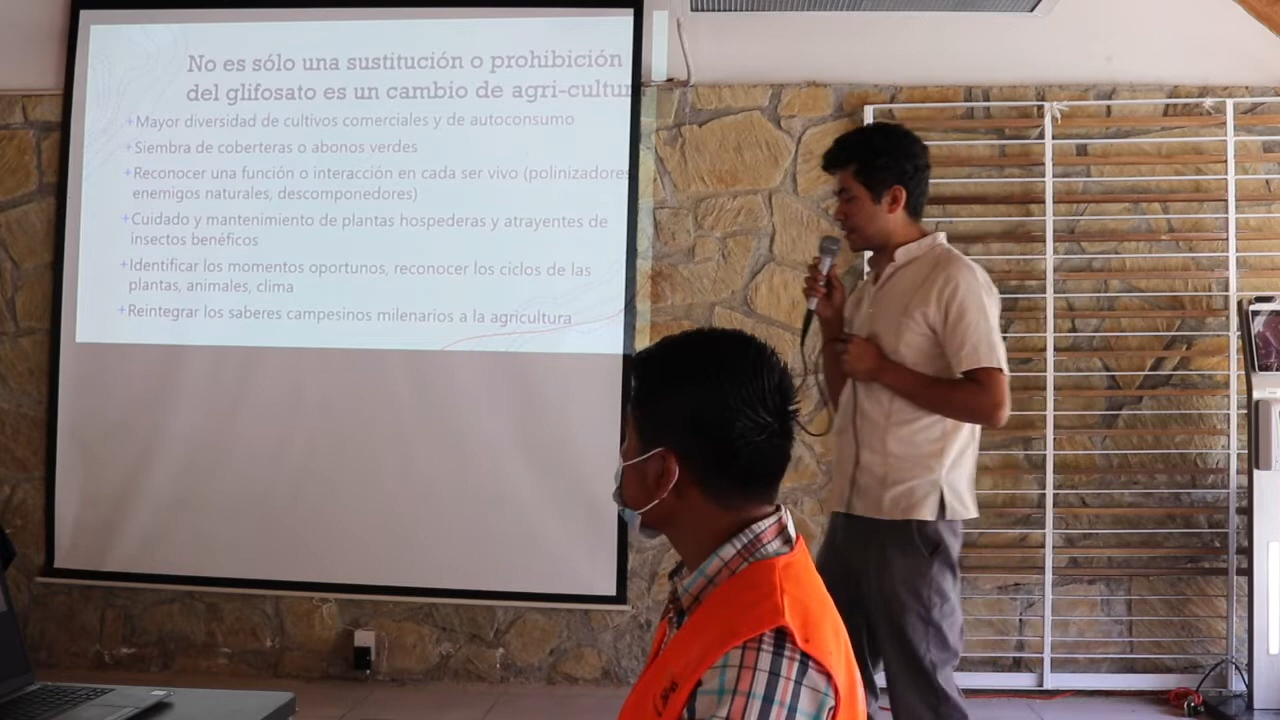 No es sólo una sustitución o prohibición
del glifosato es un cambio de agri-cultura
+Mayor diversidad de cultivos comerciales y de autoconsumo
+Siembra de coberteras o abonos verdes
+Reconocer una función o interacción en cada ser vivo (polinizadores
enemigos naturales, descomponedores)
+Cuidado y mantenimiento de plantas hospederas y atrayentes de
insectos benéficos
+Identificar los momentos oportunos, reconocer los ciclos de las
plantas, animales, clima
+Reintegrar los saberes campesinos milenarios a la agricultura